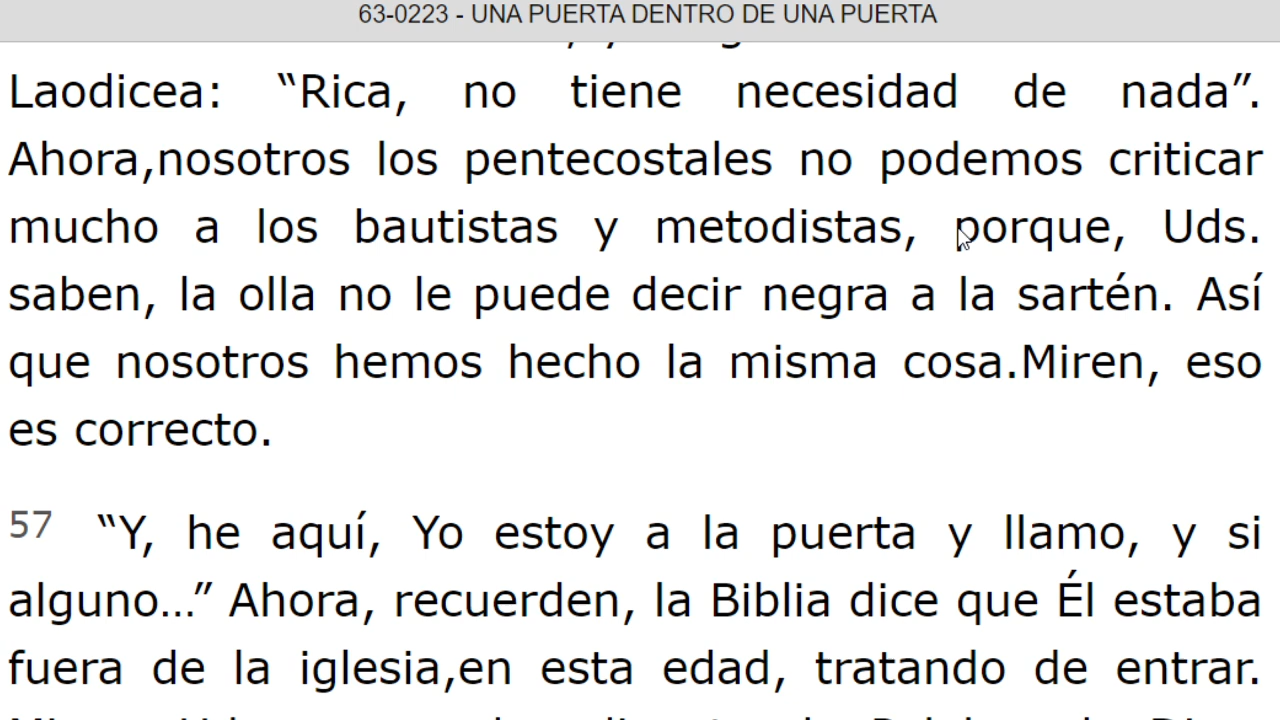 63-0223 - UNA PUERTA DENTRO DE UNA PUERTA
Laodicea: “Rica, no tiene necesidad de nada”.
Ahora,nosotros los pentecostales no podemos criticar
mucho a los bautistas y metodistas, porque, Uds.
saben, la olla no le puede decir negra a la sartén. Así
que nosotros hemos hecho la misma cosa.Miren, eso
es correcto.
57 “Y, he aquí, Yo estoy a la puerta y llamo, y si
alguno...” Ahora, recuerden, la Biblia dice que Él estaba
fuera de la iglesia,en esta edad, tratando de entrar.